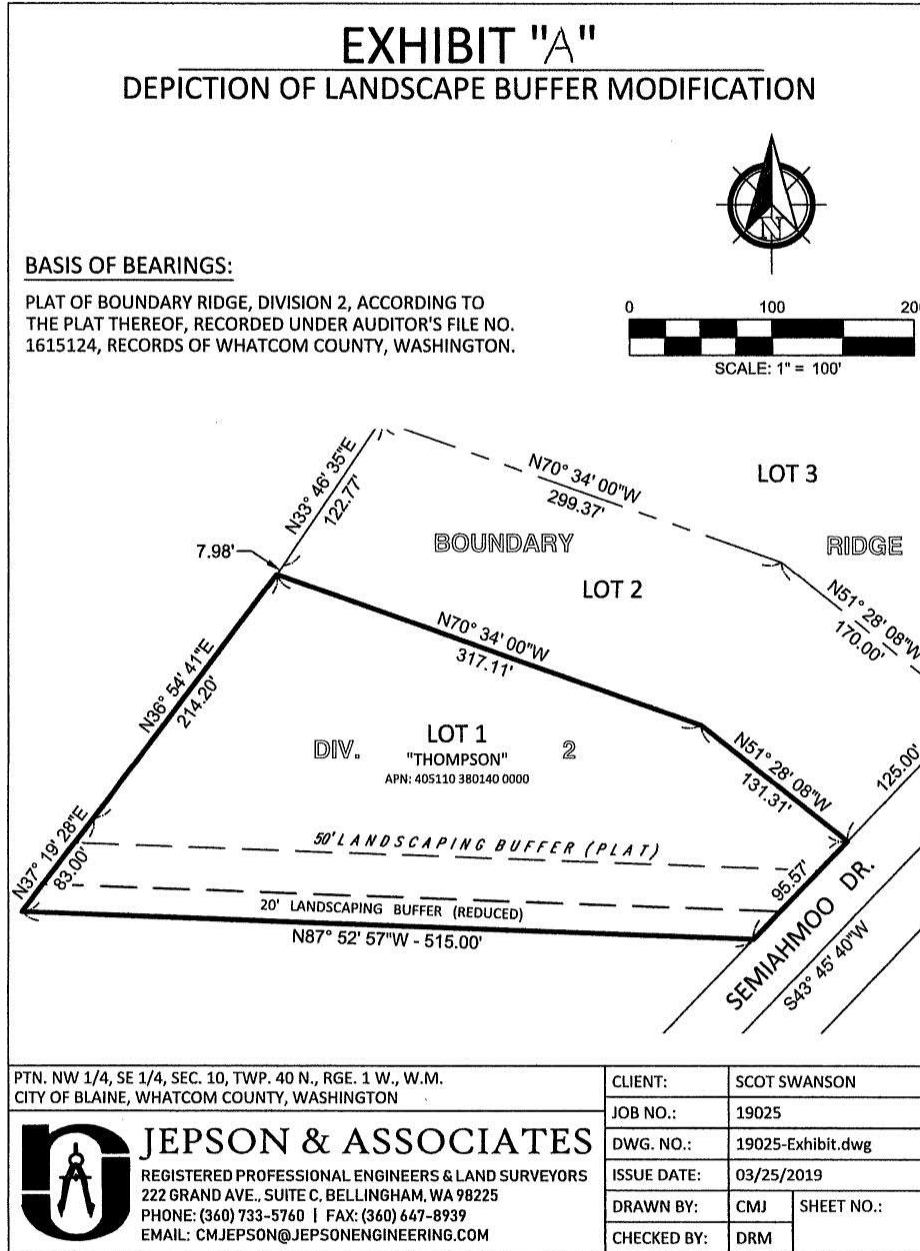 EXHIBIT "A"
DEPICTION OF LANDSCAPE BUFFER MODIFICATION
N
BASIS OF BEARINGS:
PLAT OF BOUNDARY RIDGE, DIVISION 2, ACCORDING TO
THE PLAT THEREOF, RECORDED UNDER AUDITOR'S FILE NO.
1615124, RECORDS OF WHATCOM COUNTY, WASHINGTON.
0 100 20
SCALE: 1" = 100'
N33° 46' 35"E
122.77'
N70° 34' 00"W
299.37'
LOT 3
7.98'
BOUNDARY
RIDGE
LOT 2
N51° 28' 08"W
170.00'
N70° 34' 00"W
317.11'
N36° 54' 41"E
214.20'
DIV.
LOT 1
2
"THOMPSON"
APN: 405110 380140 0000
N51° 28' 08"W
131.31'
125.00'
N37° 19' 28"E
83.00'
50' LANDSCAPING BUFFER (PLAT)
95.57'
20' LANDSCAPING BUFFER (REDUCED)
N87° 52' 57"W - 515.00'
SEMIAHMOO DR.
S43° 45' 40"W
PTN. NW 1/4, SE 1/4, SEC. 10, TWP. 40 N., RGE. 1 W., W.M.
CITY OF BLAINE, WHATCOM COUNTY, WASHINGTON
JEPSON & ASSOCIATES
REGISTERED PROFESSIONAL ENGINEERS & LAND SURVEYORS
222 GRAND AVE., SUITE C, BELLINGHAM, WA 98225
PHONE: (360) 733-5760 | FAX: (360) 647-8939
EMAIL: CMJEPSON@JEPSONENGINEERING.COM
CLIENT: SCOT SWANSON
JOB NO.: 19025
DWG. NO.: 19025-Exhibit.dwg
ISSUE DATE: 03/25/2019
DRAWN BY: CMJ SHEET NO.:
CHECKED BY: DRM